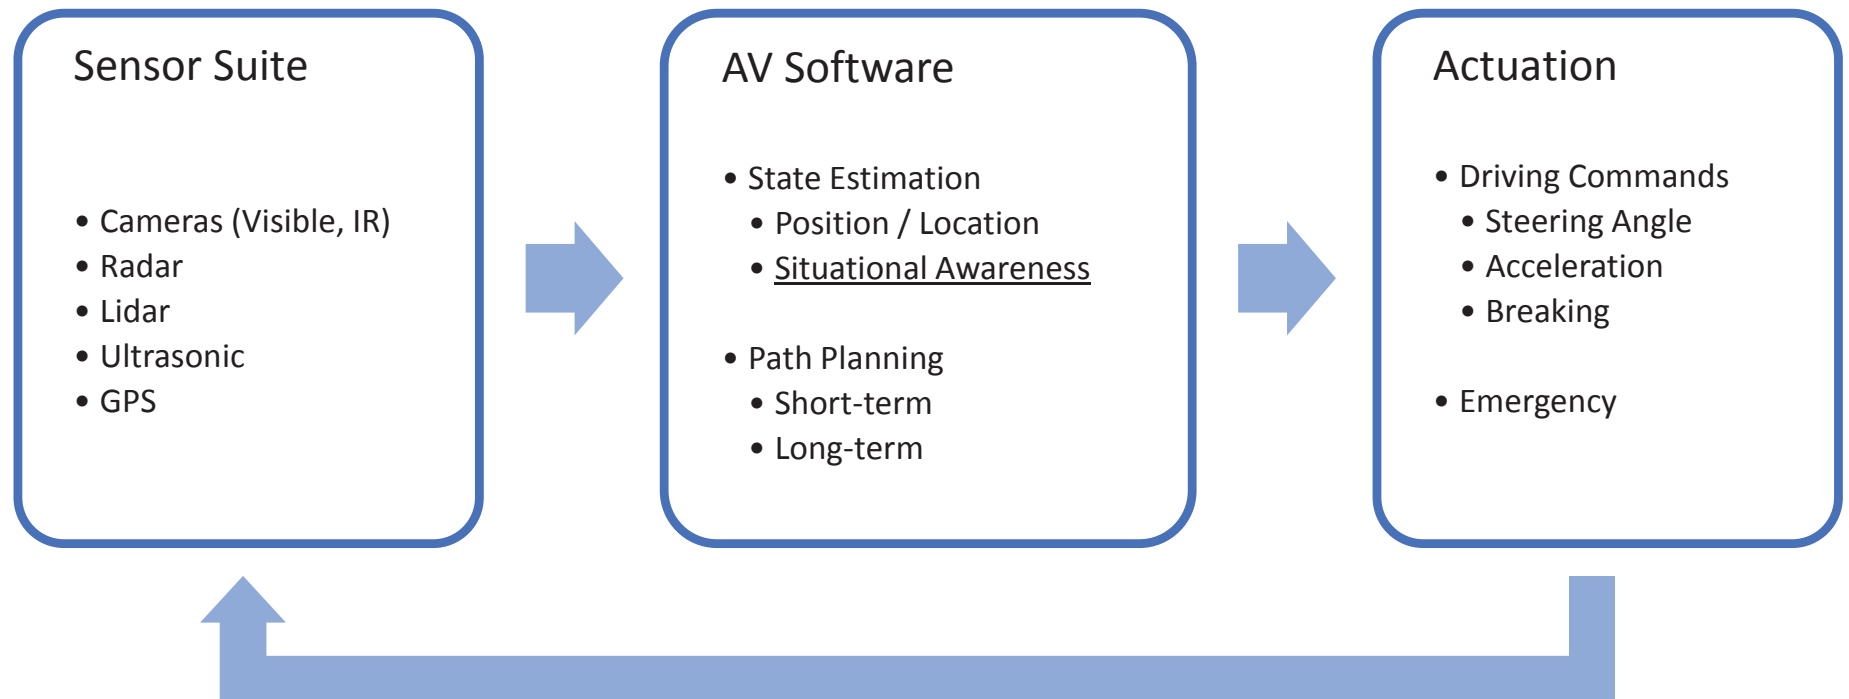 Sensor Suite
• Cameras (Visible, IR)
• Radar
• Lidar
• Ultrasonic
• GPS
AV Software
• State Estimation
• Position / Location
• Situational Awareness
• Path Planning
• Short-term
• Long-term
Actuation
• Driving Commands
• Steering Angle
• Acceleration
• Breaking
• Emergency